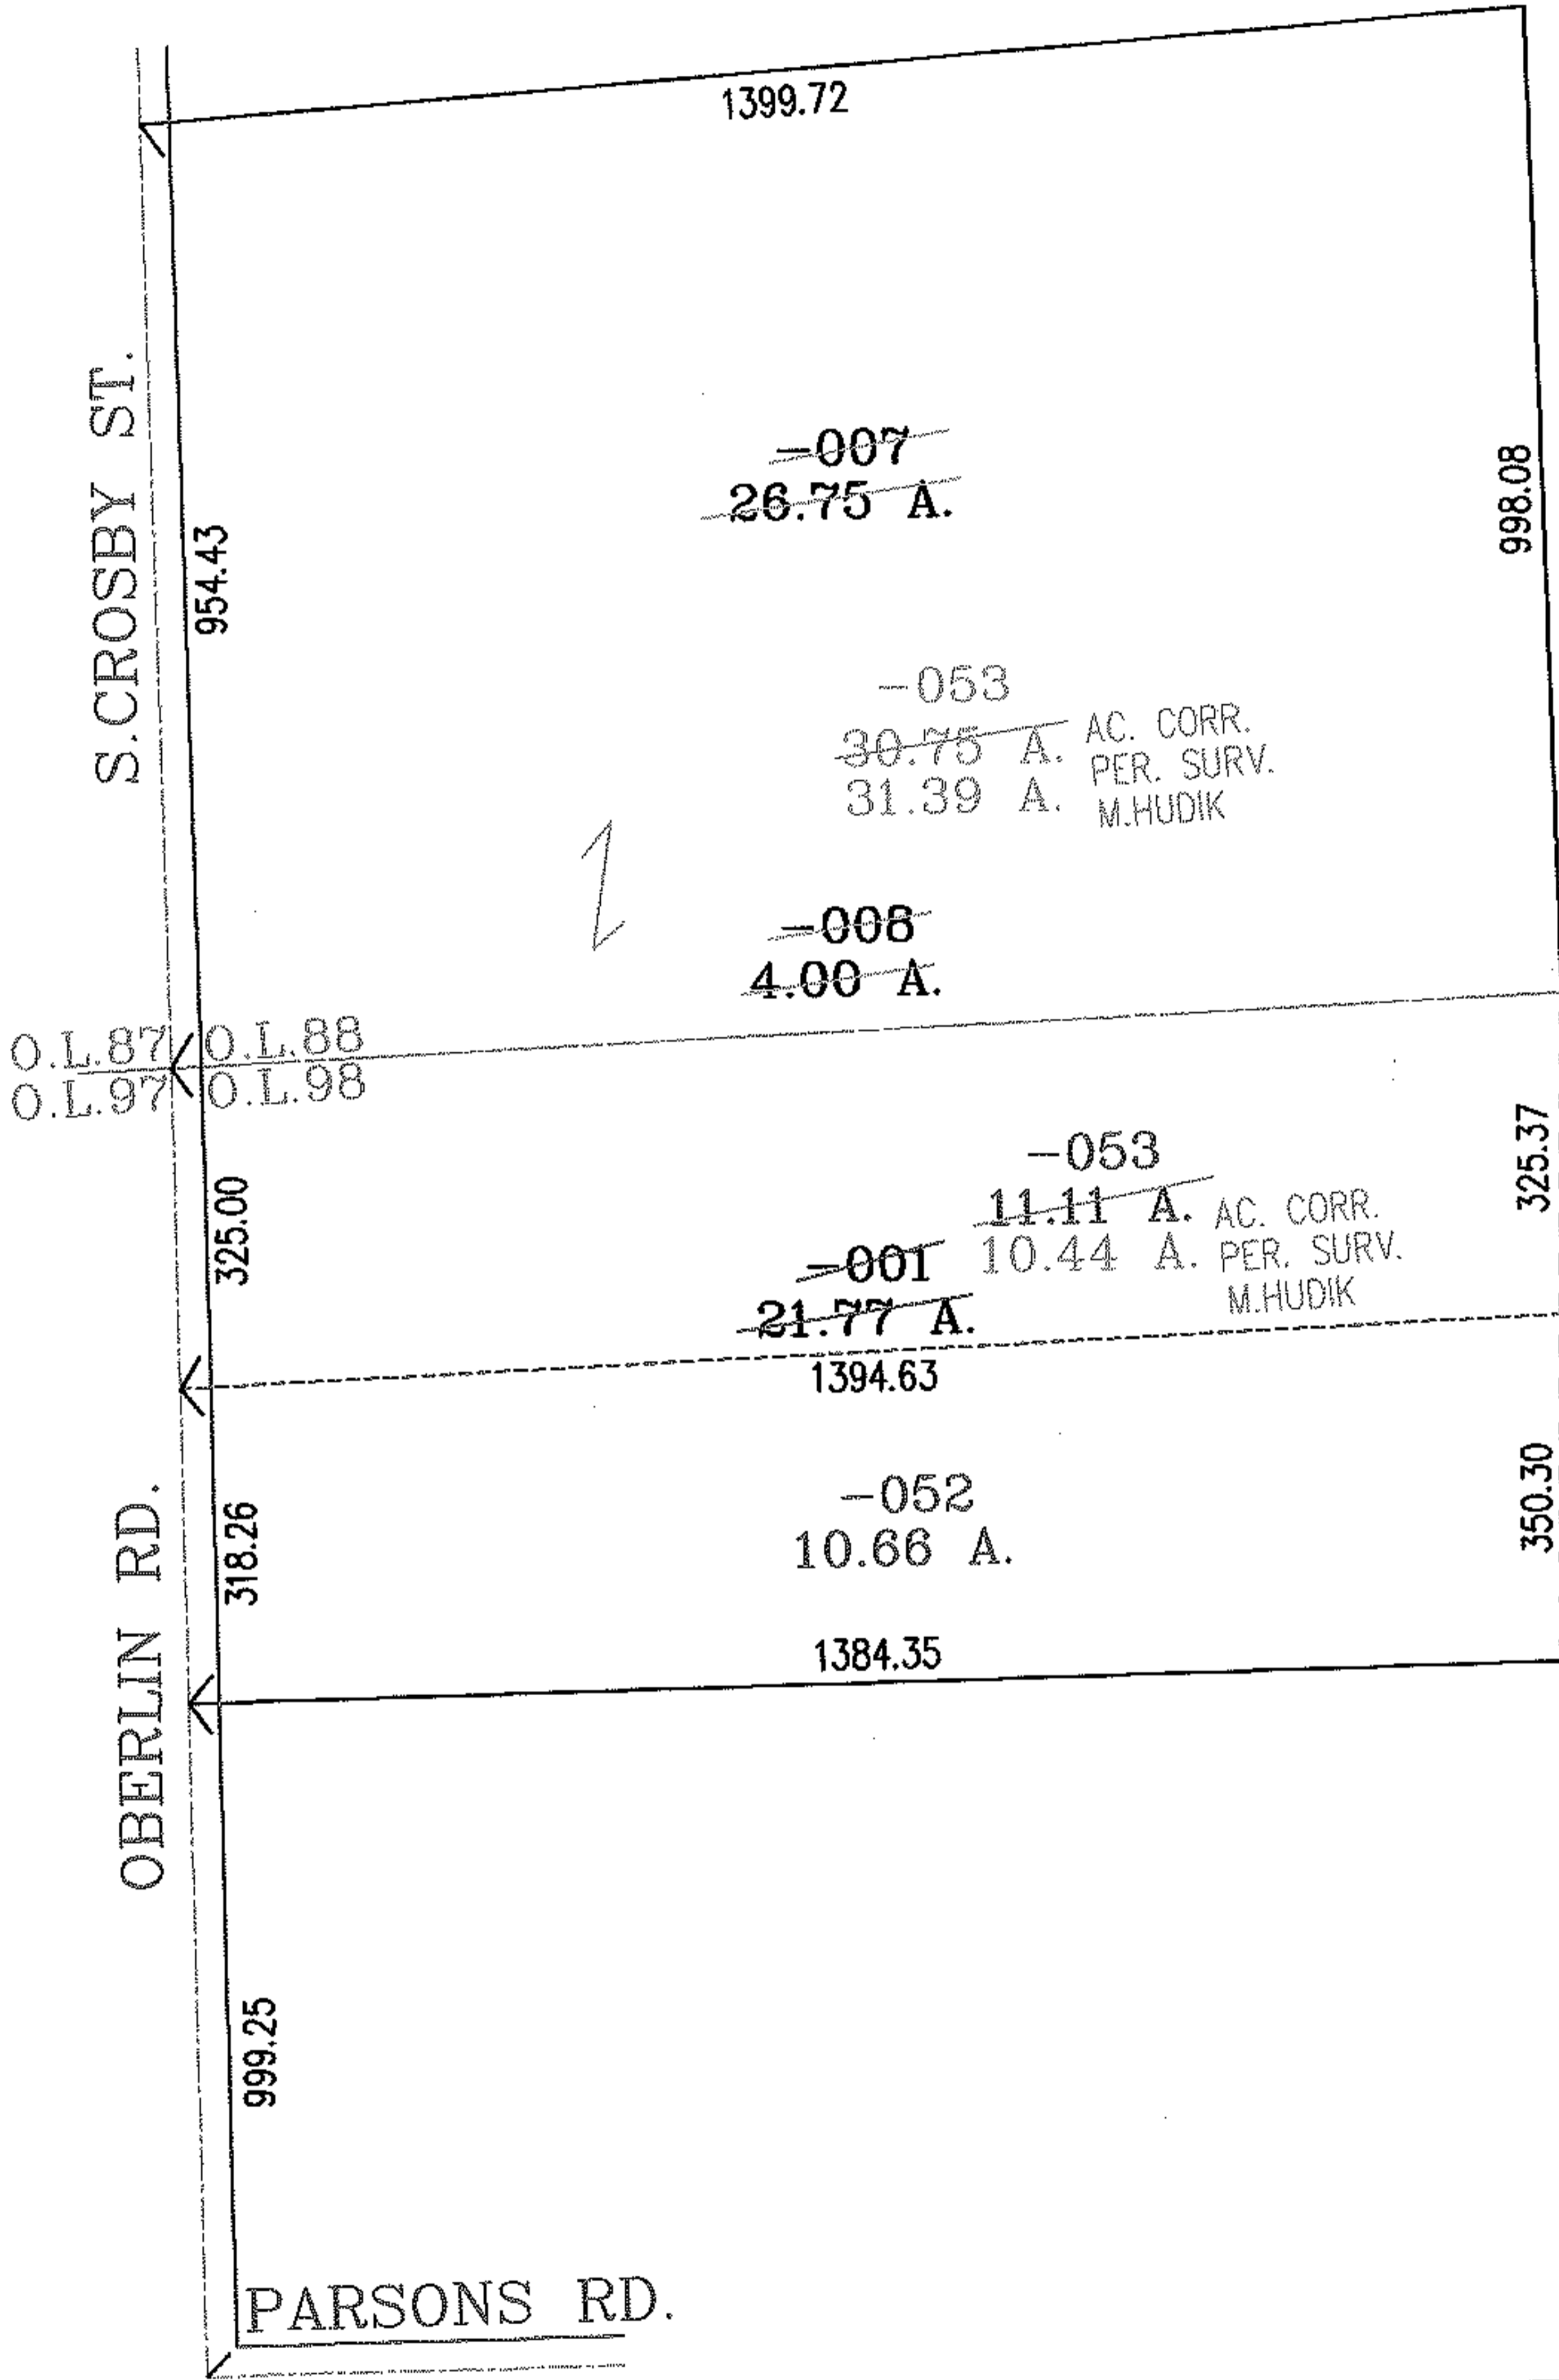 1399.72
S.CROSBY ST.
954.43
998.08
-007
26.75 A.
-053
30.75 A.
31.39 A.
AC. CORR.
PER. SURV.
M.HUDIK
-008
4.00 A.
O.L.87
O.L.88
O.L.97
O.L.98
325.00
325.37
-053
11.11 A.
10.44 A.
AC. CORR.
PER. SURV.
M.HUDIK
-001
21.77 A.
1394.63
OBERLIN RD.
318.26
350.30
-052
10.66 A.
1384.35
999.25
PARSONS RD.